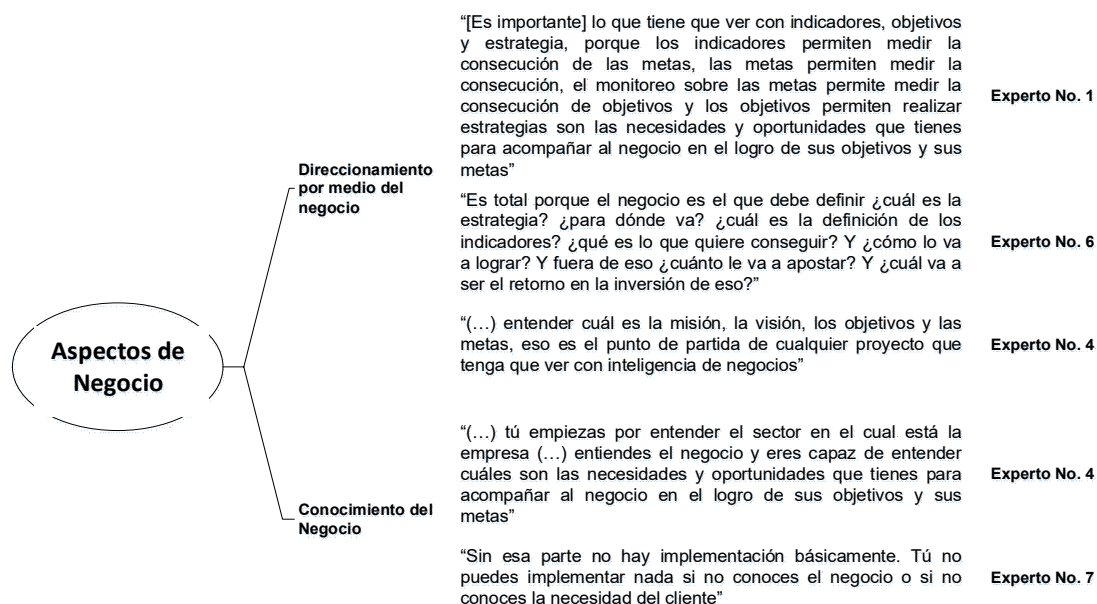 “[Es importante] lo que tiene que ver con indicadores, objetivos
y estrategia, porque los indicadores permiten medir la
consecución de las metas, las metas permiten medir la
consecución, el monitoreo sobre las metas permite medir la
consecución de objetivos y los objetivos permiten realizar
estrategias son las necesidades y oportunidades que tienes
para acompañar al negocio en el logro de sus objetivos y sus
metas”
Experto No. 1
Direccionamiento
por medio del
negocio
“Es total porque el negocio es el que debe definir ¿cuál es la
estrategia? ¿para dónde va? ¿cuál es la definición de los
indicadores? ¿qué es lo que quiere conseguir? Y ¿cómo lo va
a lograr? Y fuera de eso ¿cuánto le va a apostar? Y ¿cuál va a
ser el retorno en la inversión de eso?”
Experto No. 6
“(…) entender cuál es la misión, la visión, los objetivos y las
metas, eso es el punto de partida de cualquier proyecto que
tenga que ver con inteligencia de negocios”
Experto No. 4
Aspectos de
Negocio
“(…) tú empiezas por entender el sector en el cual está la
empresa (…) entiendes el negocio y eres capaz de entender
cuáles son las necesidades y oportunidades que tienes para
acompañar al negocio en el logro de sus objetivos y sus
metas”
Experto No. 4
Conocimiento del
Negocio
“Sin esa parte no hay implementación básicamente. Tú no
puedes implementar nada si no conoces el negocio o si no
conoces la necesidad del cliente”
Experto No. 7